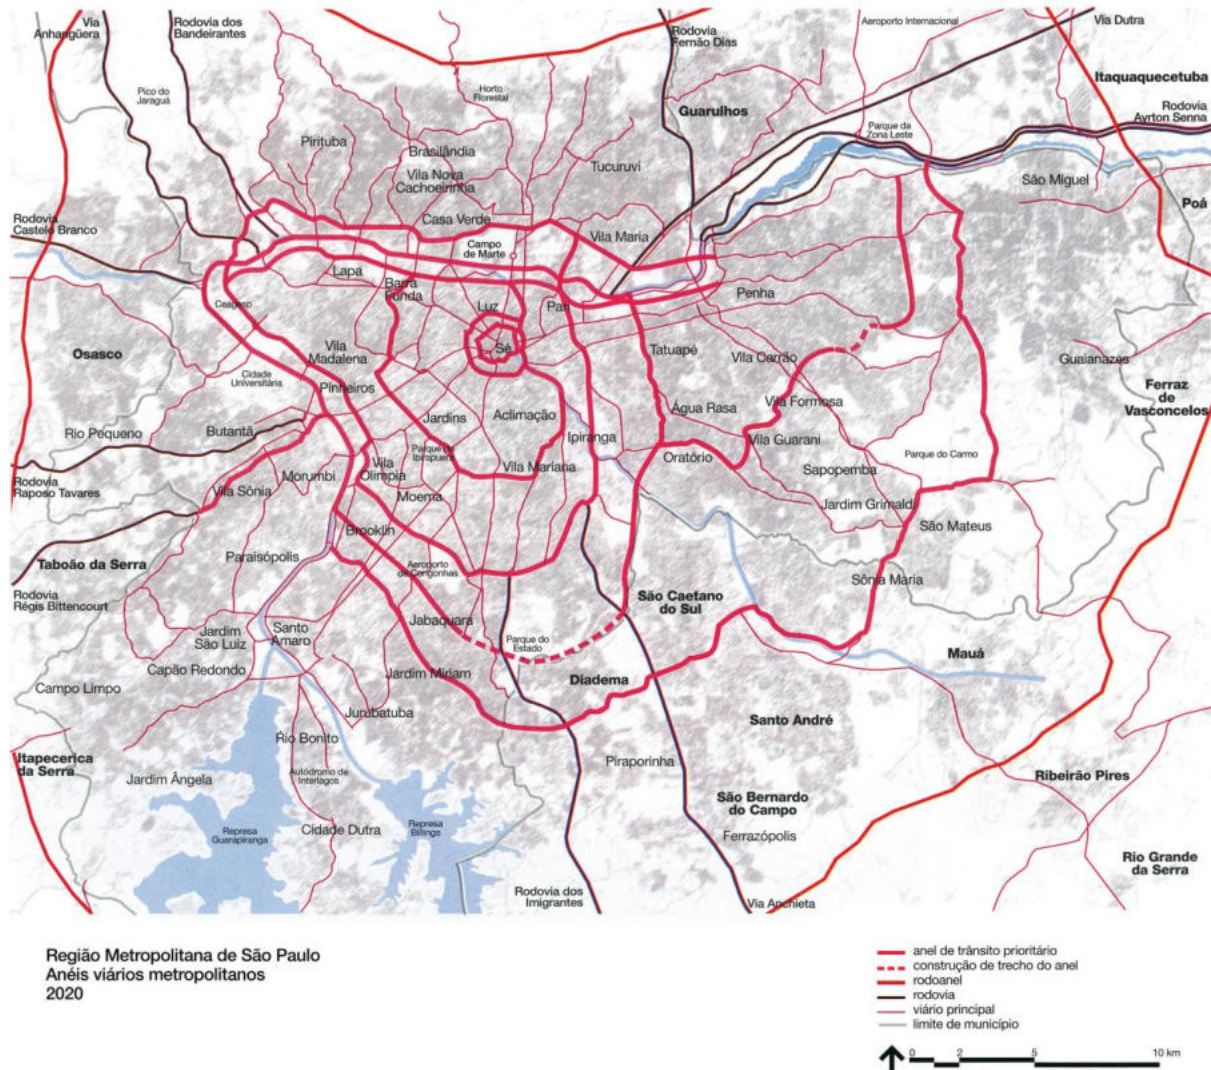 Via
Anhangüera
Rodovia dos
Bandeirantes
Rodovia
Fernão Dias
Aeroporto Internacional
Via Dutra
Pico do
Jaraguá
Horto
Florestal
Guarulhos
Itaquaquecetuba
Rodovia
Ayrton Senna
Parque da
Zona Leste
Pirituba
Brasilândia
Vila Nova
Cachoeirinha
Tucuruvi
São Miguel
Poá
Rodovia
Castelo Branco
Casa Verde
Campo
de Marte
Vila Maria
Lapa
Barra
Funda
Luz
Pari
Penha
Ceagesp
Sé
Osasco
Vila
Madalena
Tatuapé
Vila Carrão
Guaianazes
Cidade
Universitária
Pinheiros
Ferraz
de
Vasconcelos
Jardins
Aclimação
Água Rasa
Vila Formosa
Rio Pequeno
Butantã
Parque do
Ibirapuera
Ipiranga
Vila Guarani
Oratório
Parque do Carmo
Rodovia
Raposo Tavares
Morumbi
Vila
Olímpia
Vila Mariana
Sapopemba
Vila Sônia
Moema
Jardim Grimaldi
São Mateus
Brooklin
Taboão da Serra
Paraisópolis
Aeroporto
de Congonhas
Sônia Maria
Rodovia
Régis Bittencourt
São Caetano
do Sul
Jardim
São Luiz
Santo
Amaro
Jabaquara
Parque do
Estado
Mauá
Capão Redondo
Jardim Miriam
Diadema
Campo Limpo
Jurubatuba
Santo André
Itapecerica
da Serra
Rio Bonito
Jardim Ângela
Autódromo de
Interlagos
Piraporinha
Ribeirão Pires
São Bernardo
do Campo
Represa
Guarapiranga
Cidade Dutra
Represa
Billings
Ferrazópolis
Rio Grande
da Serra
Rodovia dos
Imigrantes
Via Anchieta
Região Metropolitana de São Paulo
Anéis viários metropolitanos
2020
anel de trânsito prioritário
construção de trecho do anel
rodoanel
rodovia
viário principal
limite de município
0 2 5 10 km